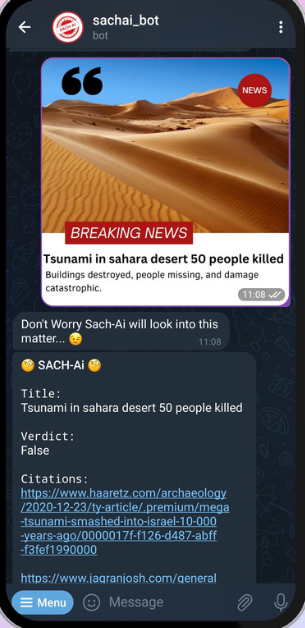 sachai_bot
bot
SACH AI
NEWS
BREAKING NEWS
Tsunami in sahara desert 50 people killed
Buildings destroyed, people missing, and damage
catastrophic.
11:08
Don't Worry Sach-Ai will look into this
matter... 😉
11:08
🧐 SACH-Ai 🧐
Title:
Tsunami in sahara desert 50 people killed
Verdict:
False
Citations:
https://www.haaretz.com/archaeology
/2020-12-23/ty-article/.premium/mega
-tsunami-smashed-into-israel-10-000
-years-ago/0000017f-f126-d487-abff
-f3fef1990000
https://www.jagranjosh.com/general
Menu
Message